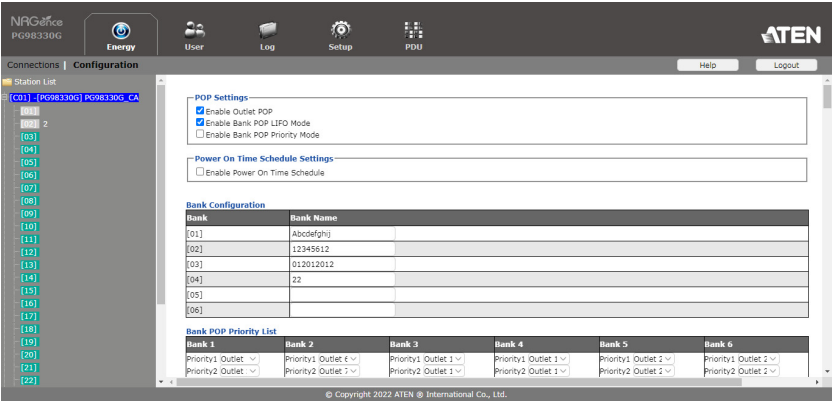 NRGence
PG98330G
Energy
User
Log
Setup
PDU
ATEN
Connections | Configuration
Help
Logout
Station List
[C01] -[PG98330G] PG98330G_CA
[01]
[02] 2
[03]
[04]
[05]
[06]
[07]
[08]
[09]
[10]
[11]
[12]
[13]
[14]
[15]
[16]
[17]
[18]
[19]
[20]
[21]
[22]
POP Settings
Enable Outlet POP
Enable Bank POP LIFO Mode
Enable Bank POP Priority Mode
Power On Time Schedule Settings
Enable Power On Time Schedule
Bank Configuration
Bank Bank Name
[01] Abcdefghij
[02] 12345612
[03] 012012012
[04] 22
[05]
[06]
Bank POP Priority List
Bank 1 Bank 2 Bank 3 Bank 4 Bank 5 Bank 6
Priority1 Outlet Priority1 Outlet 6 Priority1 Outlet 1 Priority1 Outlet 1 Priority1 Outlet 2 Priority1 Outlet 2
Priority2 Outlet Priority2 Outlet 7 Priority2 Outlet 1 Priority2 Outlet 1 Priority2 Outlet 2 Priority2 Outlet 2
© Copyright 2022 ATEN ® International Co., Ltd.